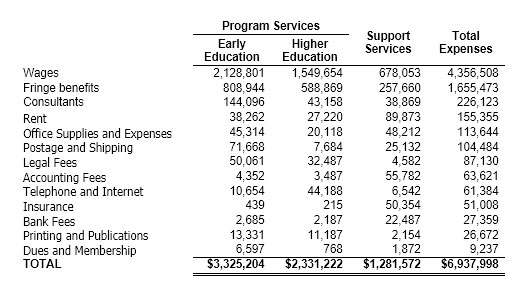 Program Services
Early Education Higher Education Support Services Total Expenses
Wages 2,128,801 1,549,654 678,053 4,356,508
Fringe benefits 808,944 588,869 257,660 1,655,473
Consultants 144,096 43,158 38,869 226,123
Rent 38,262 27,220 89,873 155,355
Office Supplies and Expenses 45,314 20,118 48,212 113,644
Postage and Shipping 71,668 7,684 25,132 104,484
Legal Fees 50,061 32,487 4,582 87,130
Accounting Fees 4,352 3,487 55,782 63,621
Telephone and Internet 10,654 44,188 6,542 61,384
Insurance 439 215 50,354 51,008
Bank Fees 2,685 2,187 22,487 27,359
Printing and Publications 13,331 11,187 2,154 26,672
Dues and Membership 6,597 768 1,872 9,237
TOTAL $3,325,204 $2,331,222 $1,281,572 $6,937,998